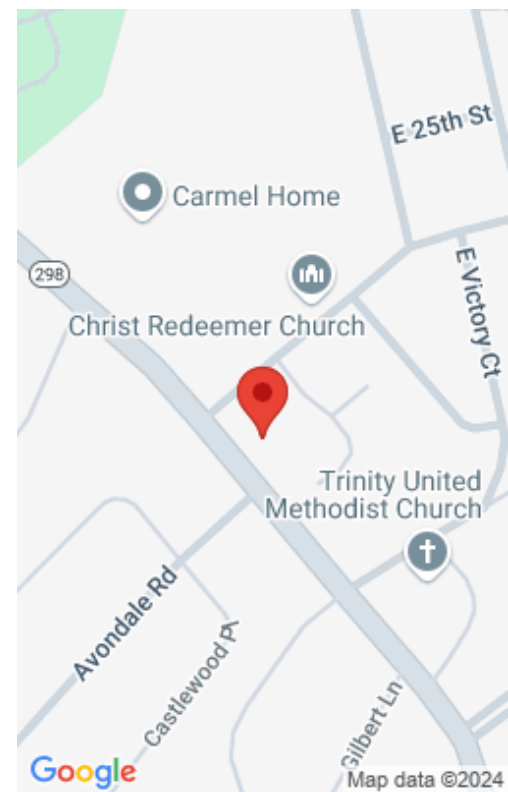 E 25th St
Carmel Home
298
E Victory Ct
Christ Redeemer Church
Trinity United
Methodist Church
Avondale Rd
Castlewood Pl
Gilbert Ln
Google
Map data ©2024